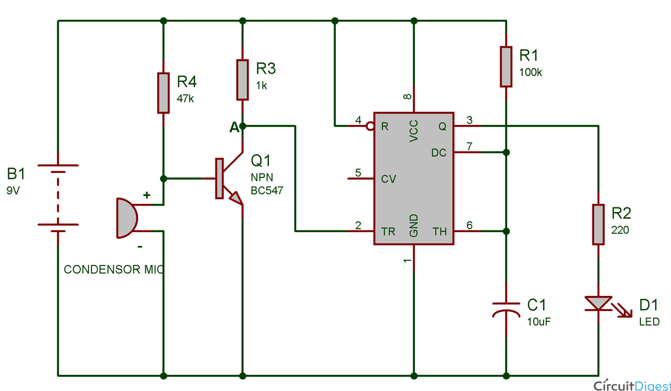 B1
9V
R4
47k
CONDENSOR MIC
+
-
R3
1k
A
Q1
NPN
BC547
4
5
2
R
CV
TR
8
VCC
GND
1
Q
DC
TH
3
7
6
R1
100k
C1
10uF
R2
220
D1
LED
CircuitDigest